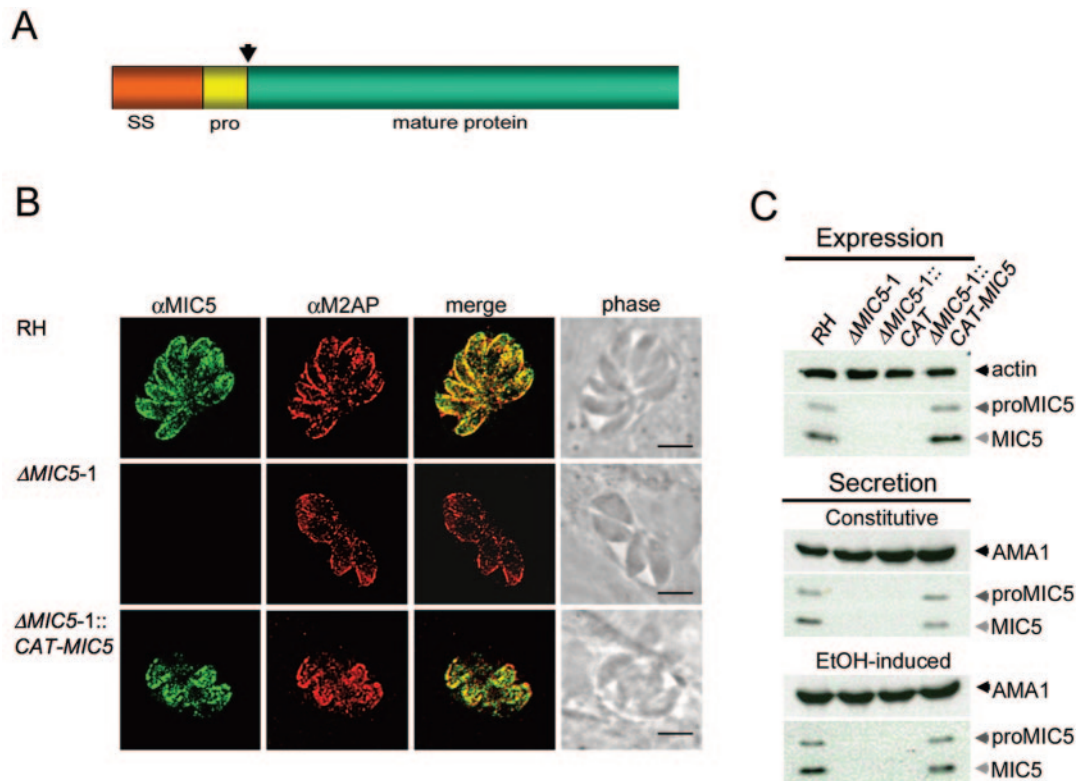 A
SS pro mature protein
B
αMIC5 αM2AP merge phase
RH
ΔMIC5-1
ΔMIC5-1::
CAT-MIC5
C
Expression
RH
ΔMIC5-1
ΔMIC5-1::
CAT
ΔMIC5-1::
CAT-MIC5
actin
proMIC5
MIC5
Secretion
Constitutive
AMA1
proMIC5
MIC5
EtOH-induced
AMA1
proMIC5
MIC5